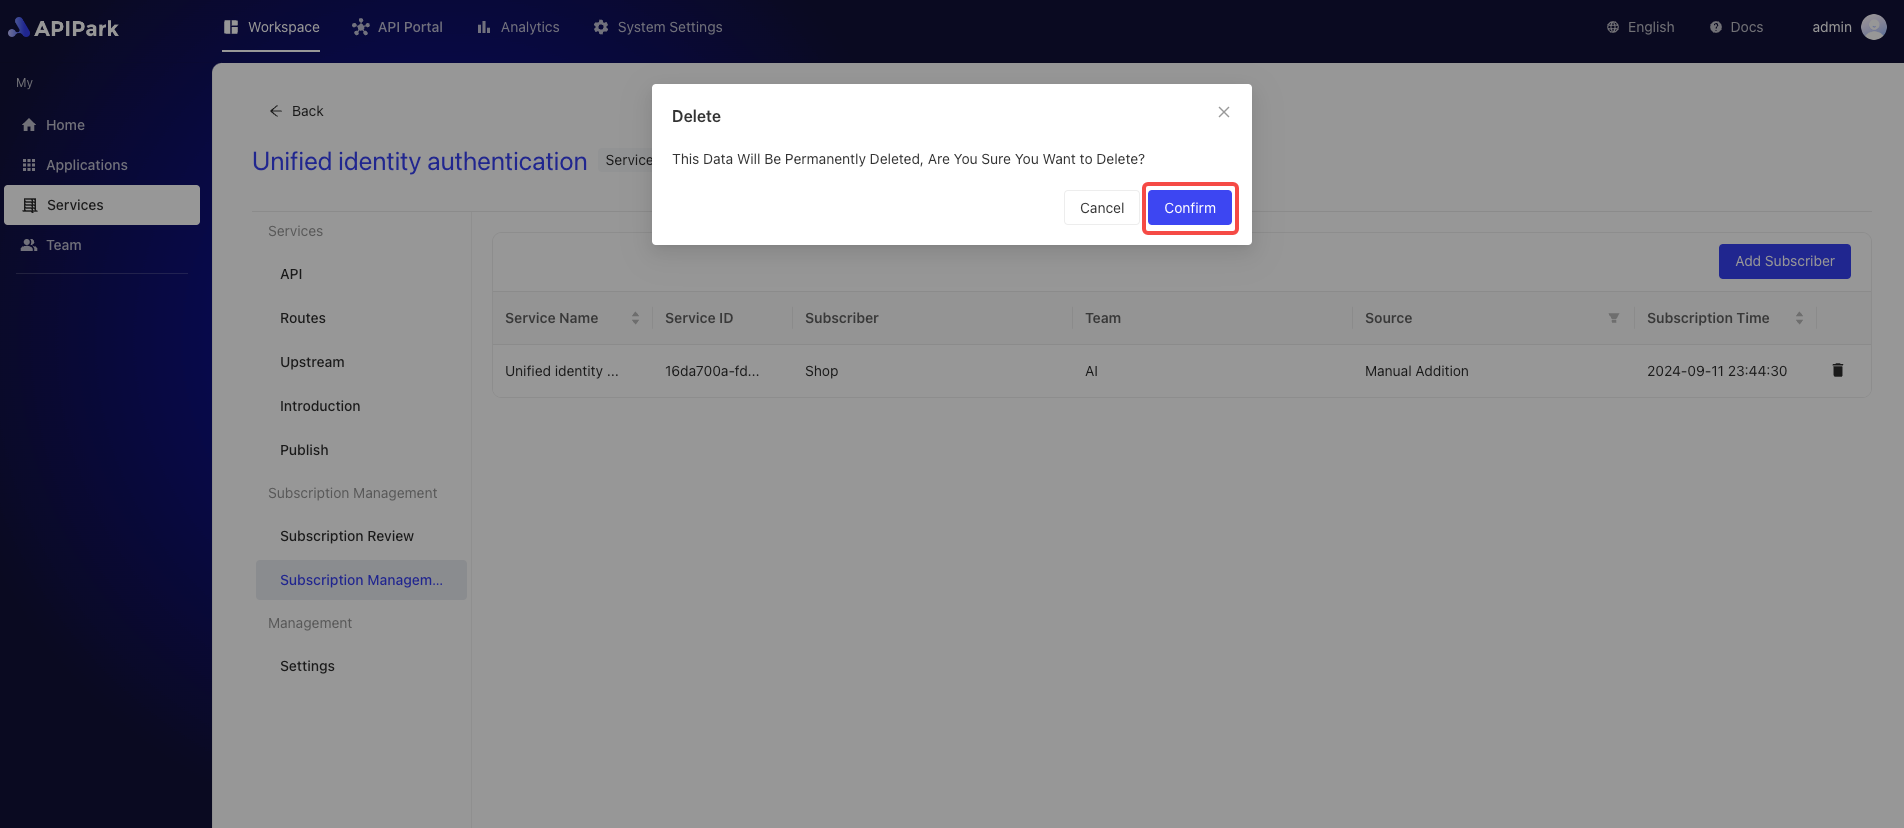 APIPark
Workspace
API Portal
Analytics
System Settings
English
Docs
admin
My
Home
Applications
Services
Team
Back
Unified identity authentication
Service
Delete
This Data Will Be Permanently Deleted, Are You Sure You Want to Delete?
Cancel
Confirm
Services
API
Routes
Upstream
Introduction
Publish
Subscription Management
Subscription Review
Subscription Managem...
Management
Settings
Add Subscriber
Service Name Service ID Subscriber Team Source Subscription Time
Unified identity ... 16da700a-fd... Shop AI Manual Addition 2024-09-11 23:44:30